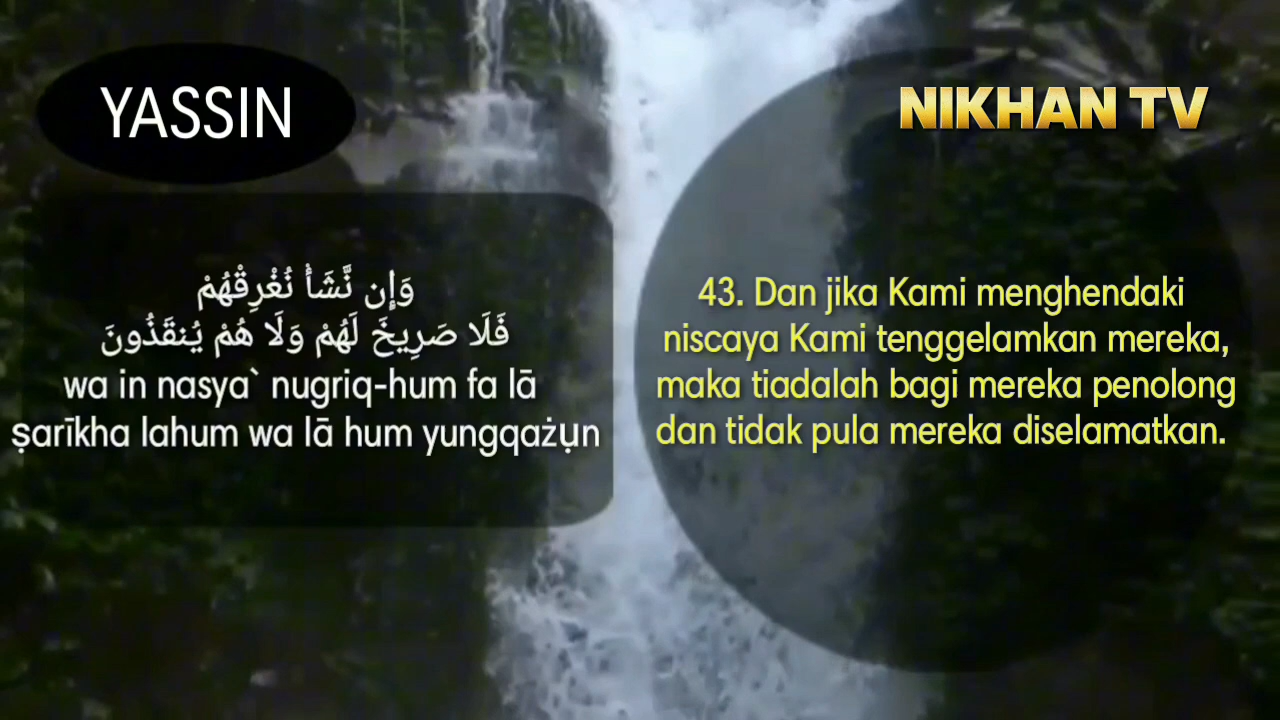 YASSIN
NIKHAN TV
وَإِن نَّشَأْ نُغْرِقْهُمْ
فَلَا صَرِيخَ لَهُمْ وَلَا هُمْ يُنقَذُونَ
wa in nasya` nugriq-hum fa lā
ṣarīkha lahum wa lā hum yungqażụn
43. Dan jika Kami menghendaki
niscaya Kami tenggelamkan mereka,
maka tiadalah bagi mereka penolong
dan tidak pula mereka diselamatkan.